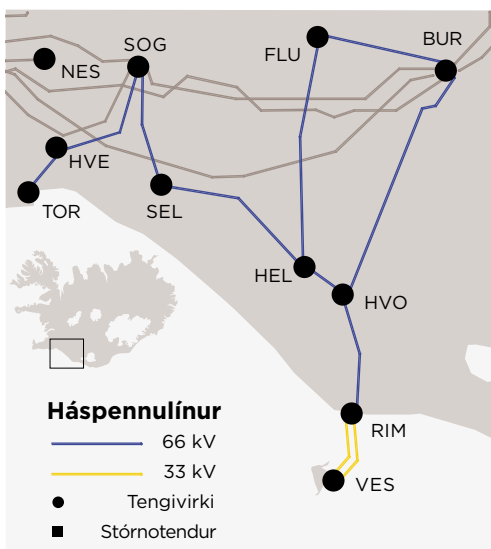 SOG
FLU
BUR
NES
HVE
TOR
SEL
HEL
HVO
Háspennulínur
66 kV
RIM
33 kV
VES
Tengivirki
Stórnotendur